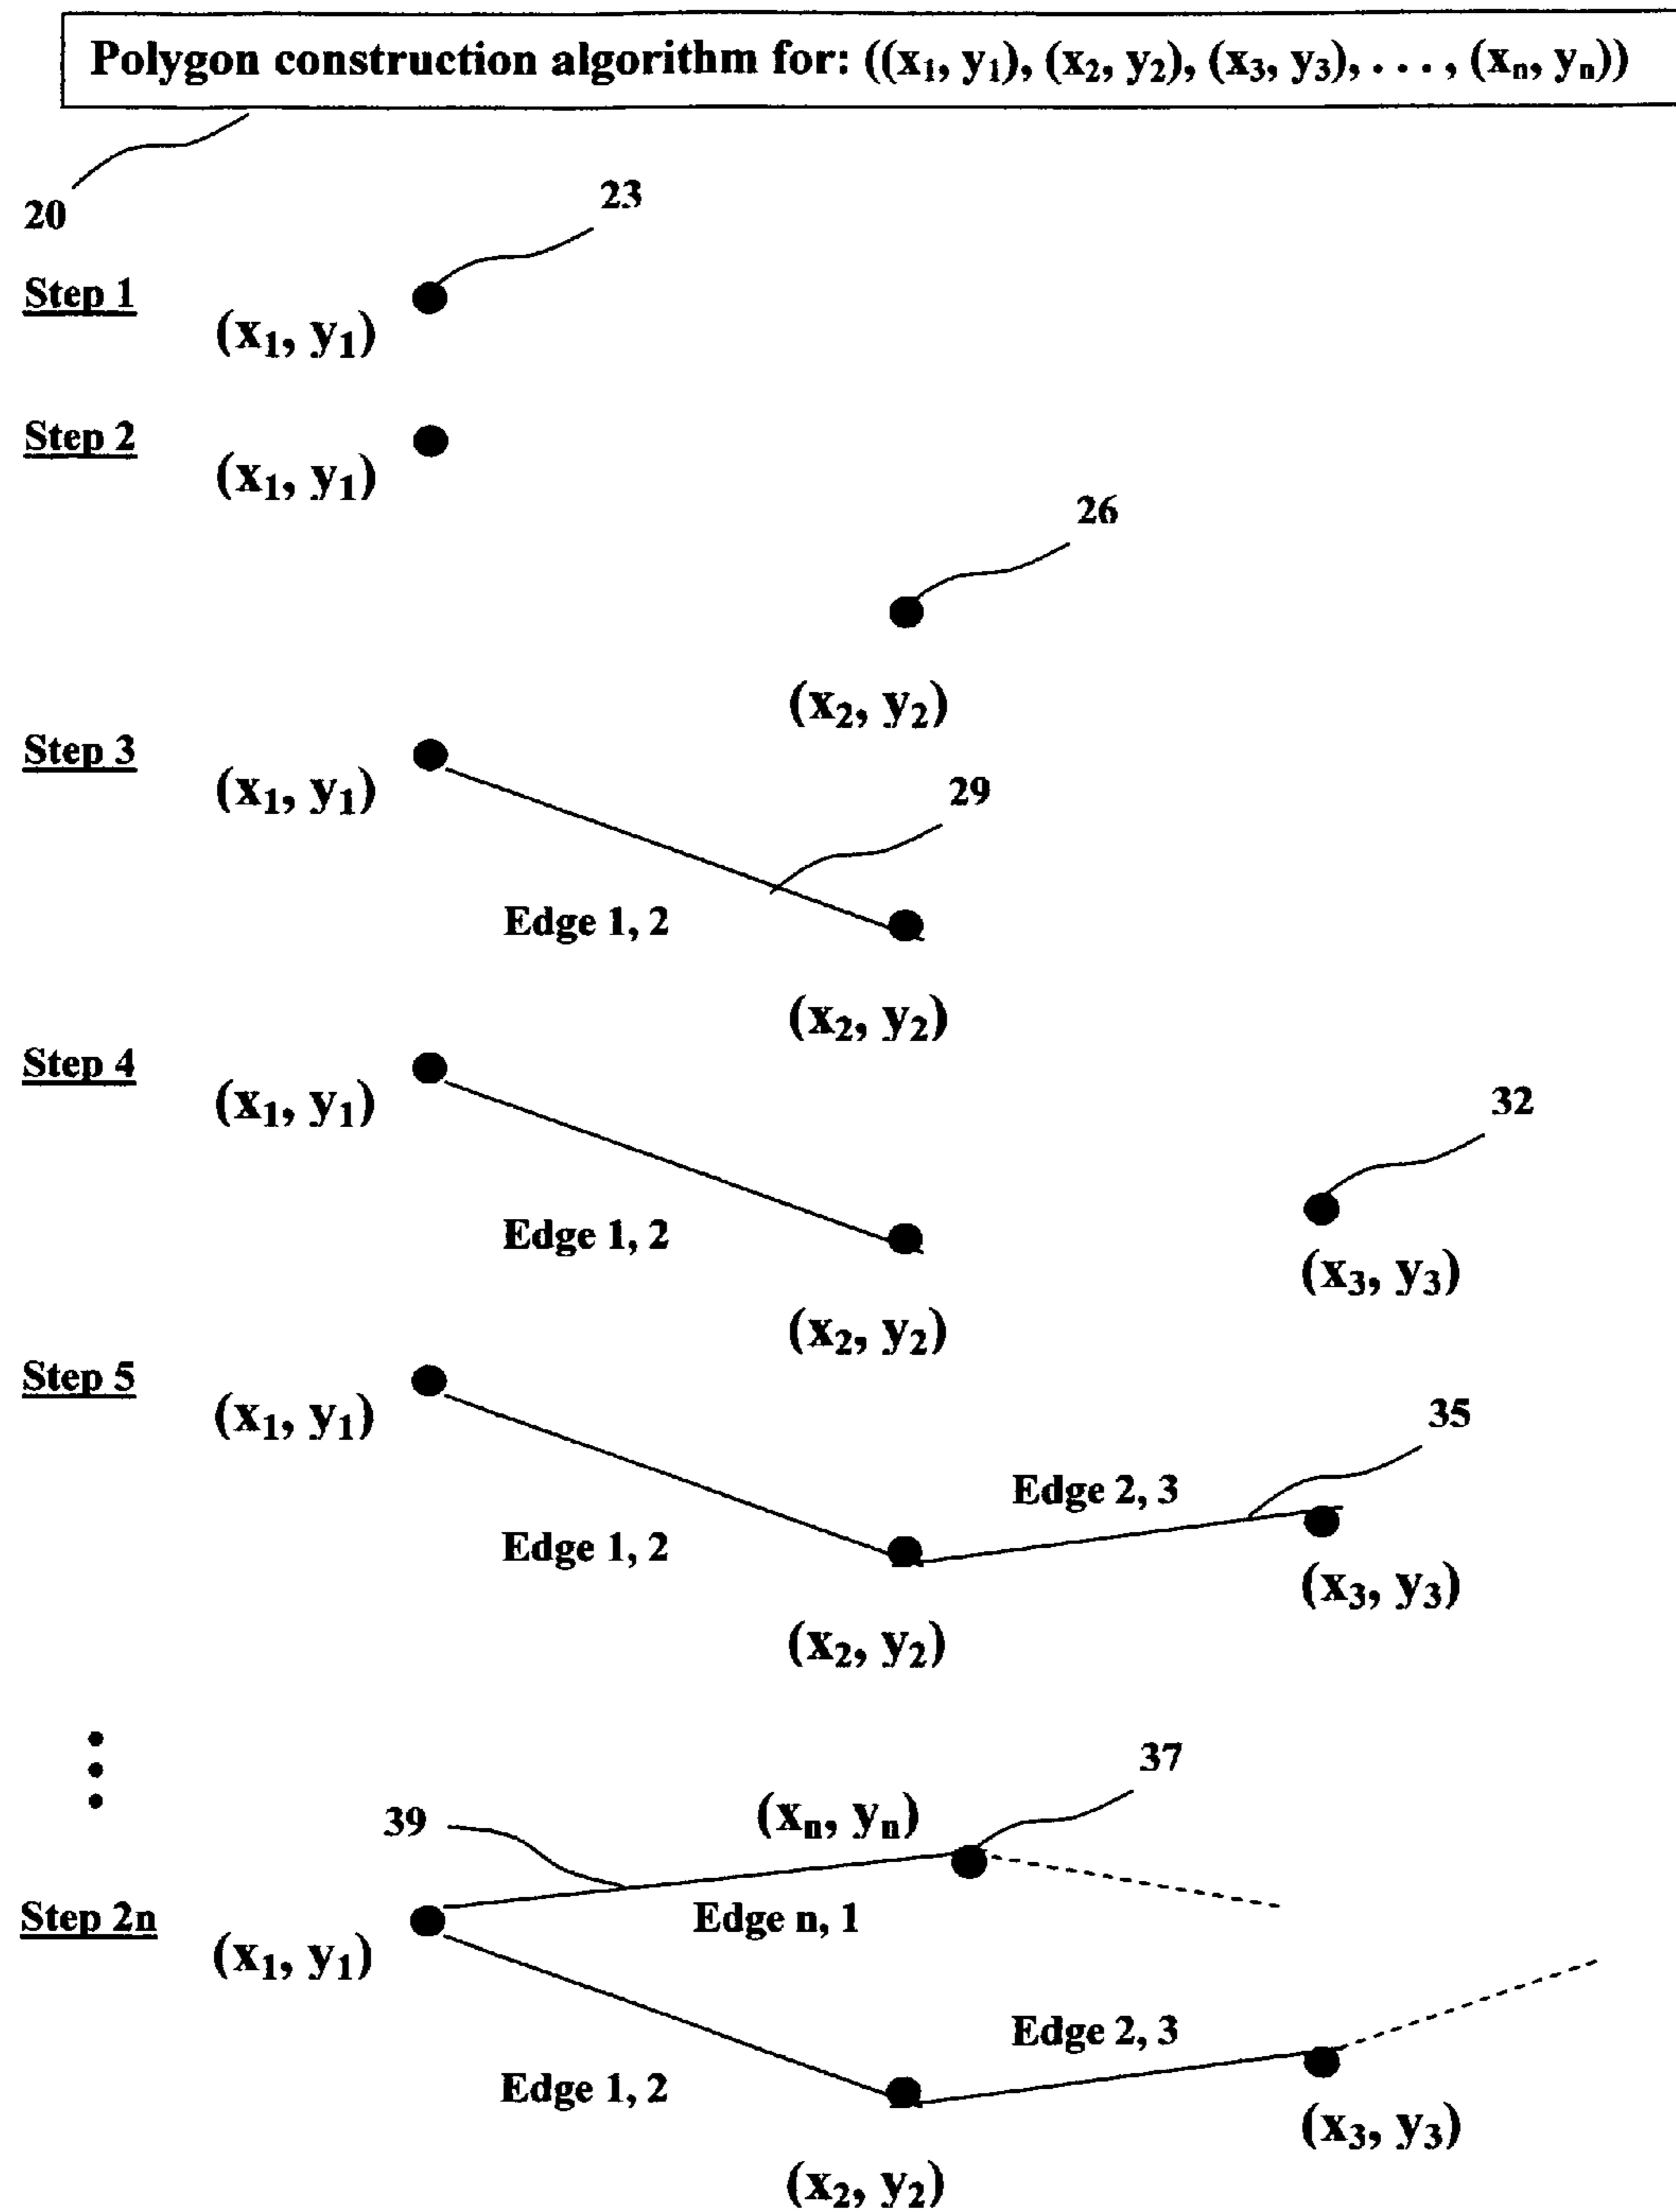 Polygon construction algorithm for: ((x₁, y₁), (x₂, y₂), (x₃, y₃), . . . , (xₙ, yₙ))
20
23
Step 1
(x₁, y₁)
Step 2
(x₁, y₁)
26
(x₂, y₂)
Step 3
(x₁, y₁)
29
Edge 1, 2
(x₂, y₂)
Step 4
(x₁, y₁)
32
Edge 1, 2
(x₃, y₃)
(x₂, y₂)
Step 5
(x₁, y₁)
35
Edge 2, 3
Edge 1, 2
(x₃, y₃)
(x₂, y₂)
37
39
(xₙ, yₙ)
Step 2n
(x₁, y₁)
Edge n, 1
Edge 2, 3
Edge 1, 2
(x₃, y₃)
(x₂, y₂)